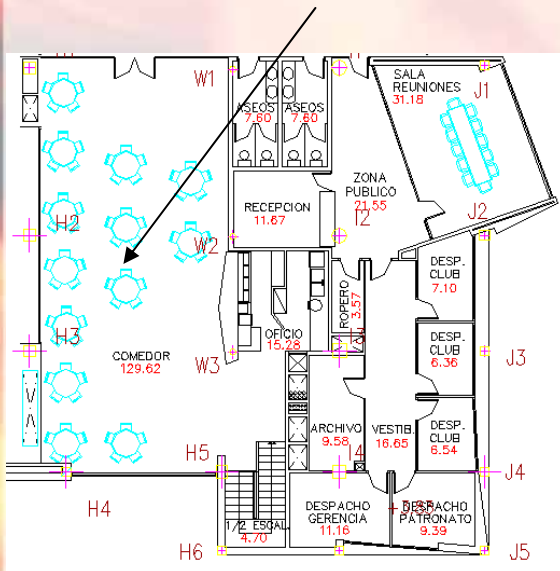 W1
ASEOS
7.60
ASEOS
7.60
SALA
REUNIONES
31.18
J1
ZONA
PUBLICO
21.55
RECEPCION
11.67
I2
J2
H2
W2
DESP.
CLUB
7.10
ROPERO
3.57
OFICIO
15.28
H3
COMEDOR
129.62
W3
I3
DESP.
CLUB
6.36
J3
ARCHIVO
9.58
I4
VESTIB.
16.65
DESP.
CLUB
6.54
H5
J4
H4
1/2 ESCAL.
4.70
DESPACHO
GERENCIA
11.16
DESPACHO
PATRONATO
9.39
H6
J5